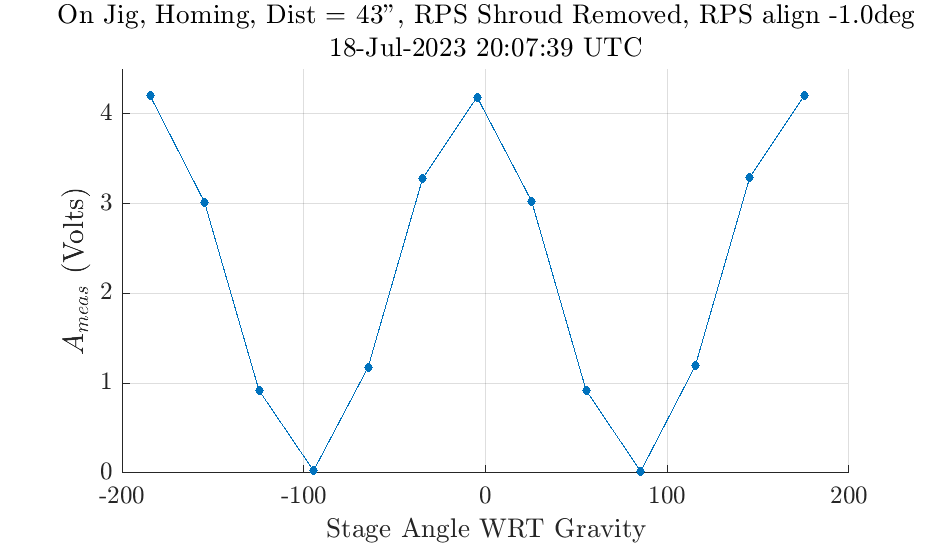 On Jig, Homing, Dist = 43”, RPS Shroud Removed, RPS align -1.0deg
18-Jul-2023 20:07:39 UTC
4
3
2
1
0
A_meas (Volts)
-200 -100 0 100 200
Stage Angle WRT Gravity